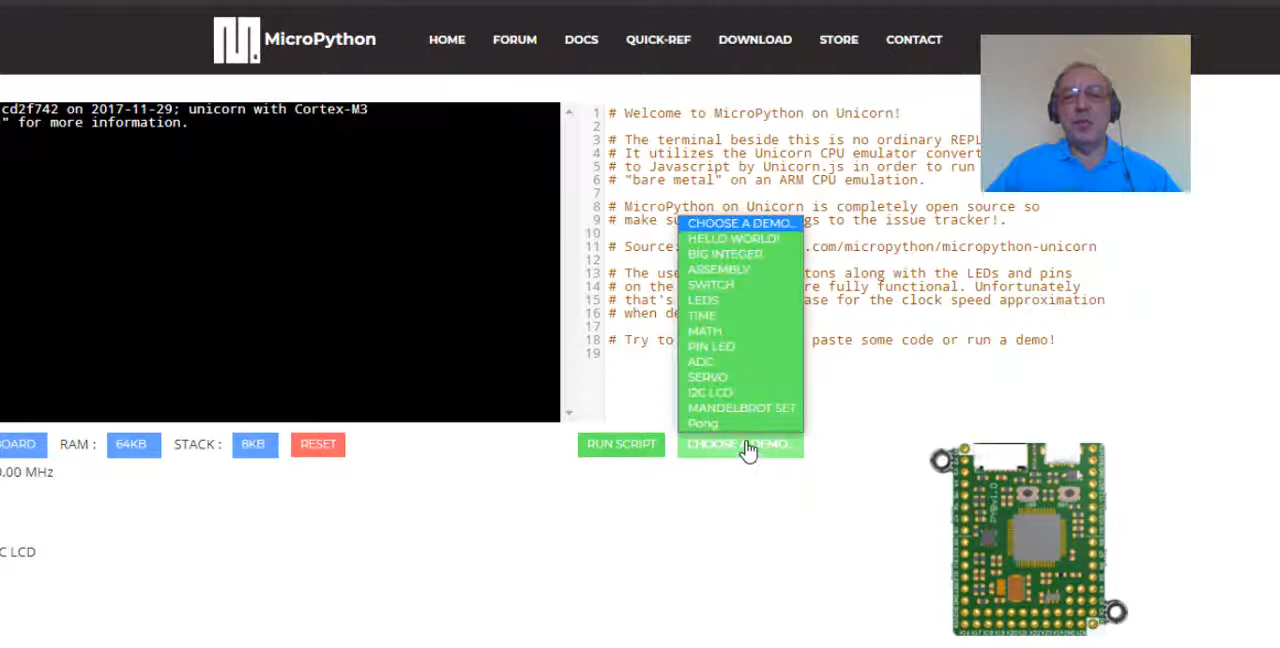 MicroPython
HOME
FORUM
DOCS
QUICK-REF
DOWNLOAD
STORE
CONTACT
cd2f742 on 2017-11-29; unicorn with Cortex-M3
" for more information.
1 # Welcome to MicroPython on Unicorn!
2
3 # The terminal beside this is no ordinary REPL
4 # It utilizes the Unicorn CPU emulator convert
5 # to Javascript by Unicorn.js in order to run
6 # "bare metal" on an ARM CPU emulation.
7
8 # MicroPython on Unicorn is completely open source so
9 # make su gs to the issue tracker!.
10
11 # Source: .com/micropython/micropython-unicorn
12
13 # The use tons along with the LEDs and pins
14 # on the re fully functional. Unfortunately
15 # that's ase for the clock speed approximation
16 # when de
17
18 # Try to paste some code or run a demo!
19
CHOOSE A DEMO...
HELLO WORLD!
BIG INTEGER
ASSEMBLY
SWITCH
LEDS
TIME
MATH
PIN LED
ADC
SERVO
I2C LCD
MANDELBROT SET
Pong
OARD
RAM :
64KB
STACK :
8KB
RESET
RUN SCRIPT
CHOOSE A DEMO...
0.00 MHz
C LCD